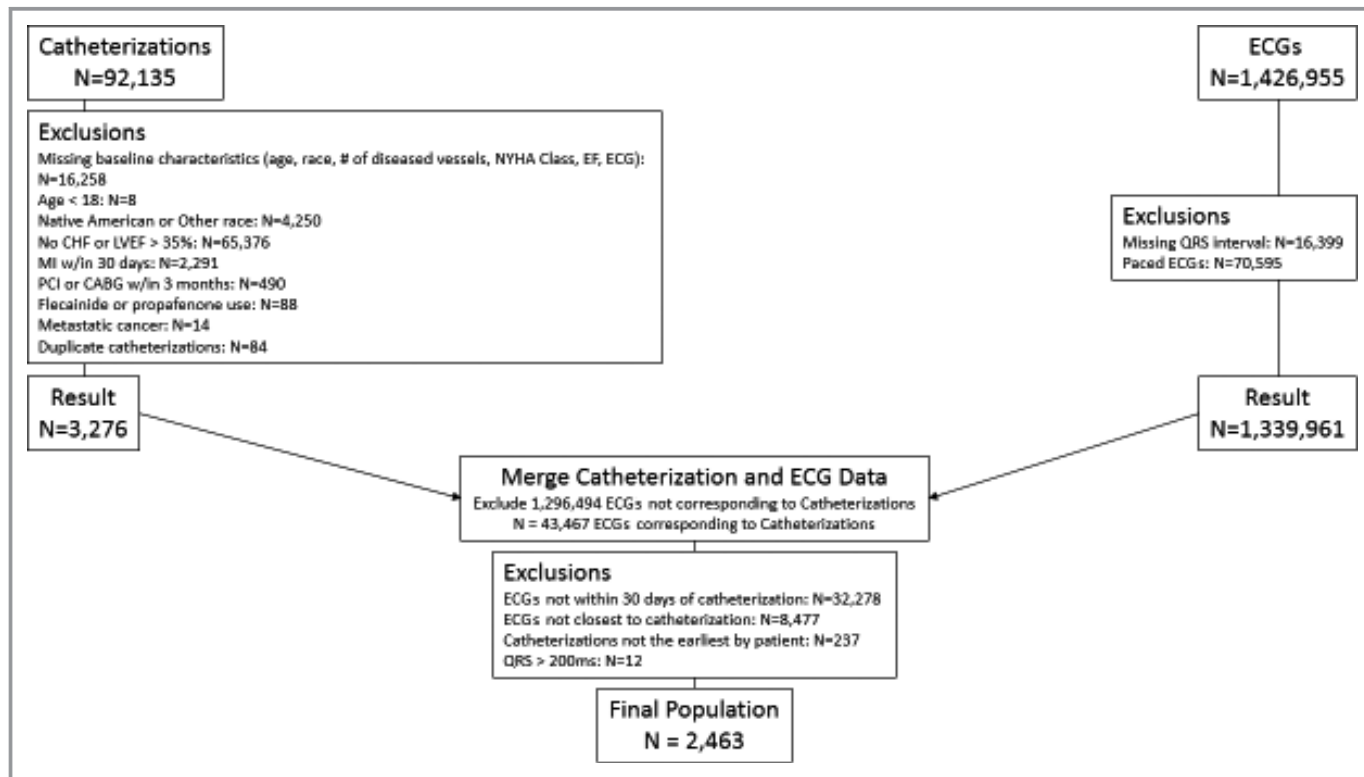 Catheterizations
N=92,135
Exclusions
Missing baseline characteristics (age, race, # of diseased vessels, NYHA Class, EF, ECG):
N=16,258
Age < 18: N=8
Native American or Other race: N=4,250
No CHF or LVEF > 35%: N=65,376
MI w/in 30 days: N=2,291
PCI or CABG w/in 3 months: N=490
Flecainide or propafenone use: N=88
Metastatic cancer: N=14
Duplicate catheterizations: N=84
Result
N=3,276
ECGs
N=1,426,955
Exclusions
Missing QRS interval: N=16,399
Paced ECGs: N=70,595
Result
N=1,339,961
Merge Catheterization and ECG Data
Exclude 1,296,494 ECGs not corresponding to Catheterizations
N = 43,467 ECGs corresponding to Catheterizations
Exclusions
ECGs not within 30 days of catheterization: N=32,278
ECGs not closest to catheterization: N=8,477
Catheterizations not the earliest by patient: N=237
QRS > 200ms: N=12
Final Population
N = 2,463